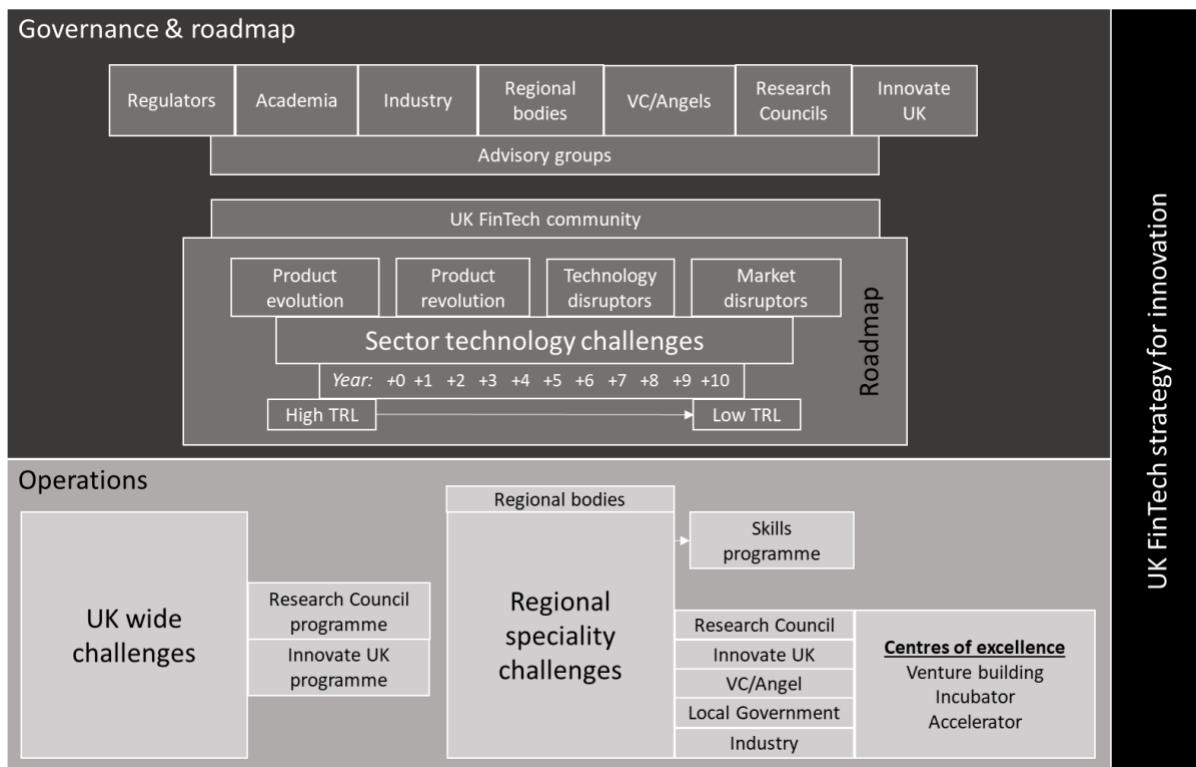 Governance & roadmap
Regulators
Academia
Industry
Regional
bodies
VC/Angels
Research
Councils
Innovate
UK
Advisory groups
UK FinTech community
Product
evolution
Product
revolution
Technology
disruptors
Market
disruptors
Sector technology challenges
Year: +0 +1 +2 +3 +4 +5 +6 +7 +8 +9 +10
High TRL
Low TRL
Roadmap
Operations
UK wide
challenges
Research Council
programme
Innovate UK
programme
Regional bodies
Regional
speciality
challenges
Skills
programme
Research Council
Innovate UK
VC/Angel
Local Government
Industry
Centres of excellence
Venture building
Incubator
Accelerator
UK FinTech strategy for innovation